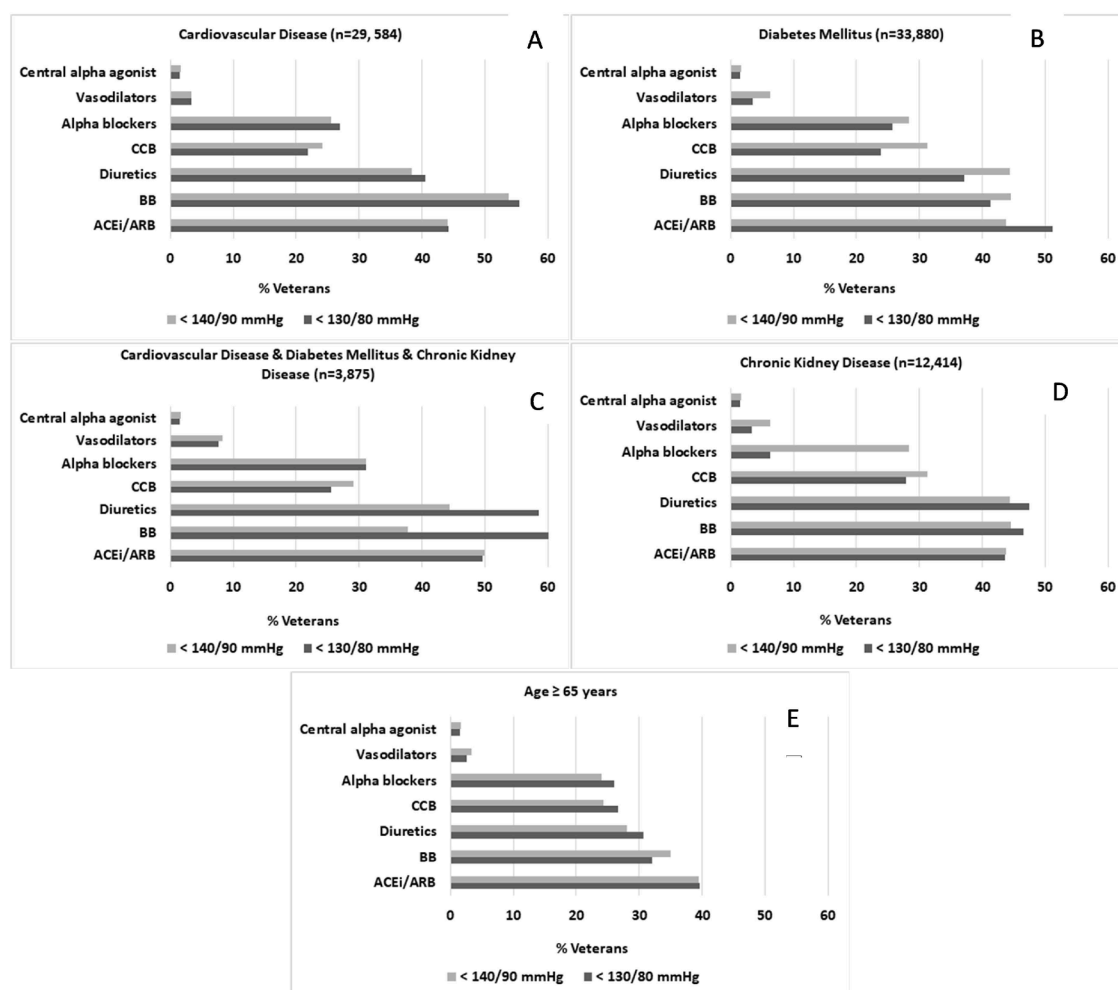 Cardiovascular Disease (n=29, 584)
A
Central alpha agonist
Vasodilators
Alpha blockers
CCB
Diuretics
BB
ACEi/ARB
0 10 20 30 40 50 60
% Veterans
< 140/90 mmHg < 130/80 mmHg
Diabetes Mellitus (n=33,880)
B
Central alpha agonist
Vasodilators
Alpha blockers
CCB
Diuretics
BB
ACEi/ARB
0 10 20 30 40 50 60
% Veterans
< 140/90 mmHg < 130/80 mmHg
Cardiovascular Disease & Diabetes Mellitus & Chronic Kidney
Disease (n=3,875)
C
Central alpha agonist
Vasodilators
Alpha blockers
CCB
Diuretics
BB
ACEi/ARB
0 10 20 30 40 50 60
% Veterans
< 140/90 mmHg < 130/80 mmHg
Chronic Kidney Disease (n=12,414)
D
Central alpha agonist
Vasodilators
Alpha blockers
CCB
Diuretics
BB
ACEi/ARB
0 10 20 30 40 50 60
% Veterans
< 140/90 mmHg < 130/80 mmHg
Age ≥ 65 years
E
Central alpha agonist
Vasodilators
Alpha blockers
CCB
Diuretics
BB
ACEi/ARB
0 10 20 30 40 50 60
% Veterans
< 140/90 mmHg < 130/80 mmHg